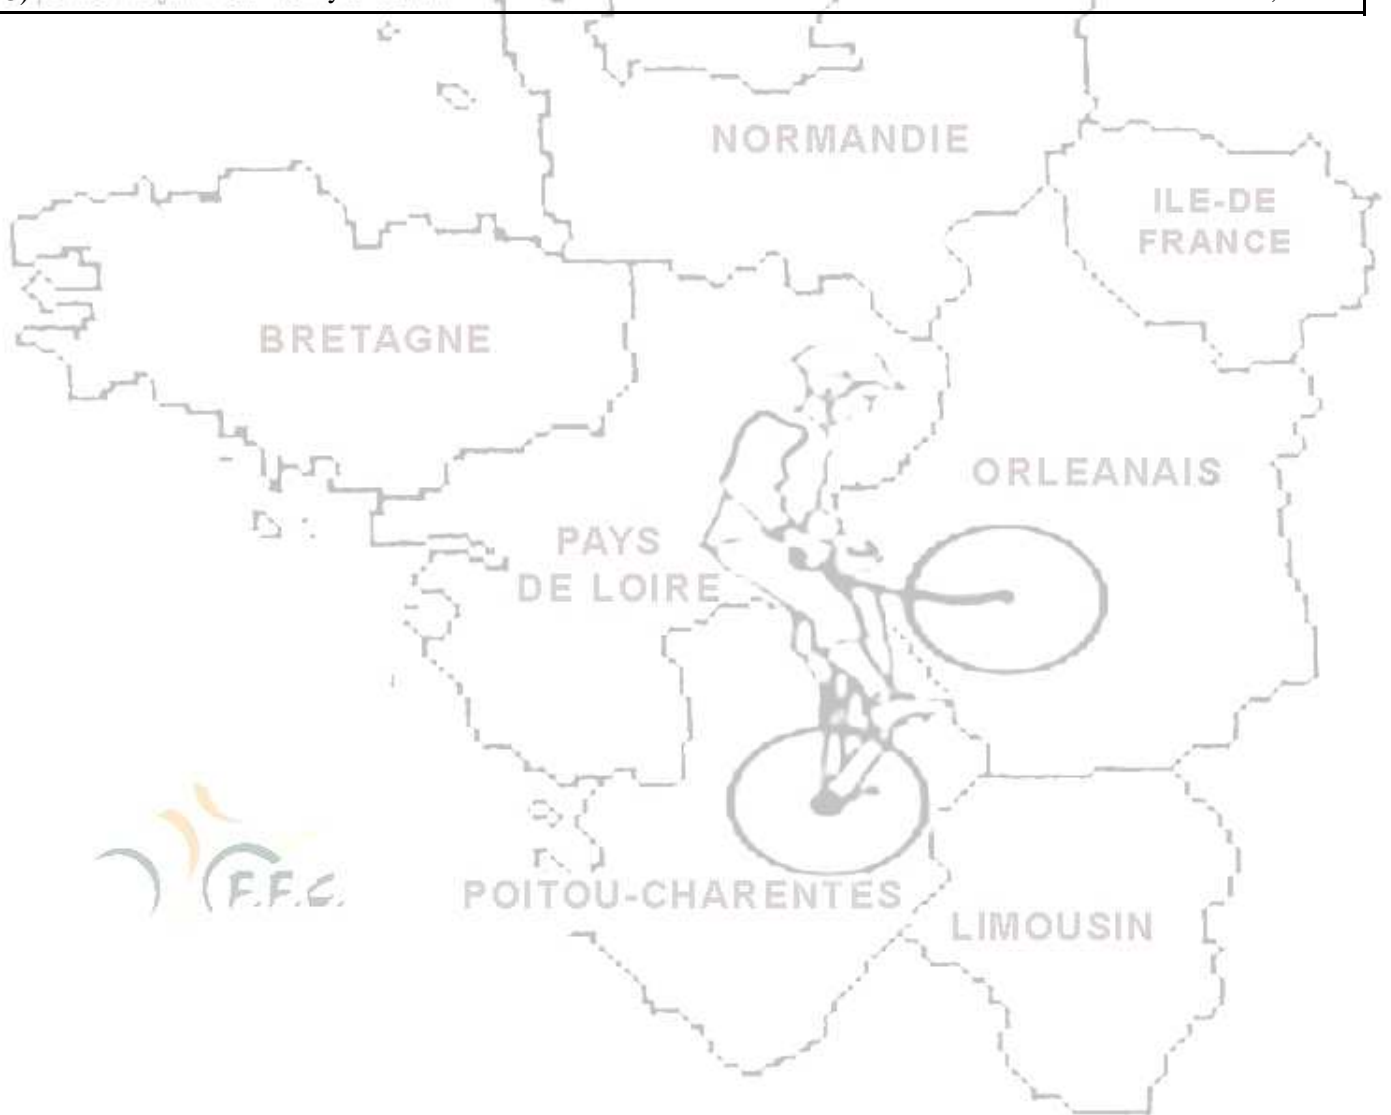 NORMANDIE
ILE-DE
FRANCE
BRETAGNE
ORLEANAIS
PAYS
DE LOIRE
F.F.C.
POITOU-CHARENTES
LIMOUSIN